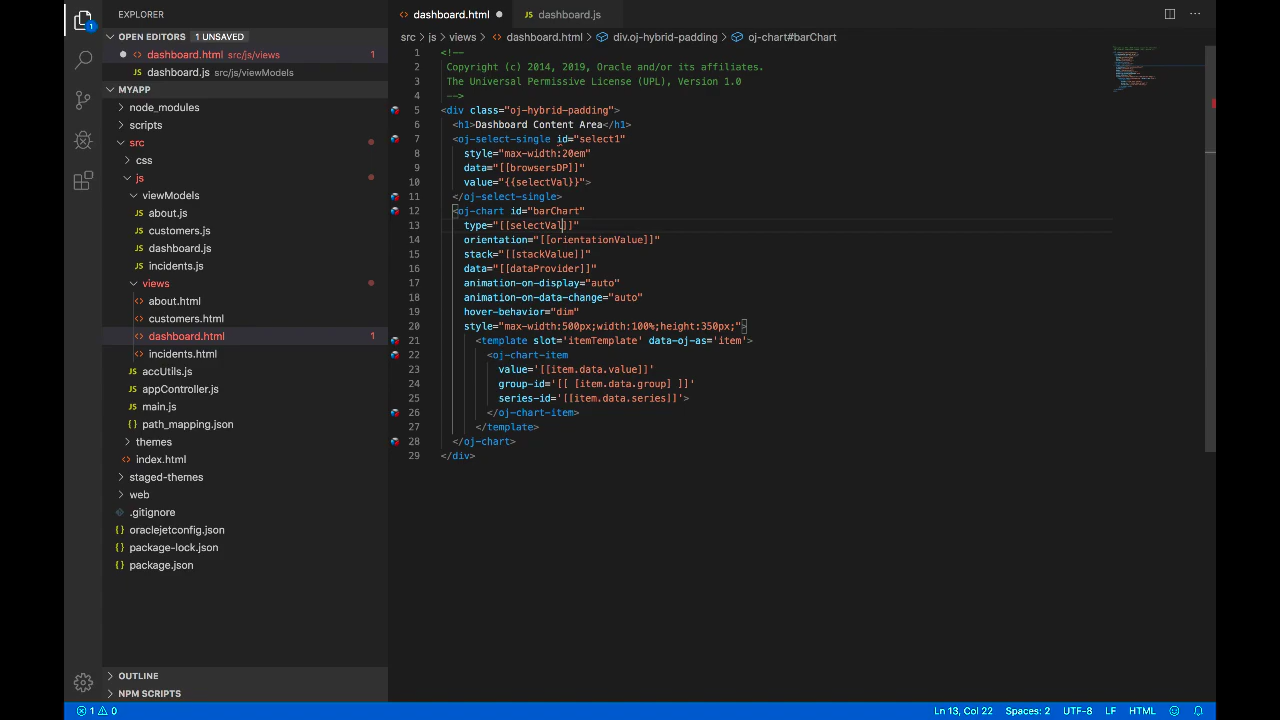 EXPLORER
dashboard.html
dashboard.js
OPEN EDITORS 1 UNSAVED
dashboard.html src/js/views 1
dashboard.js src/js/viewModels
MYAPP
node_modules
scripts
src
css
js
viewModels
about.js
customers.js
dashboard.js
incidents.js
views
about.html
customers.html
dashboard.html 1
incidents.html
accUtils.js
appController.js
main.js
path_mapping.json
themes
index.html
staged-themes
web
.gitignore
oraclejetconfig.json
package-lock.json
package.json
OUTLINE
NPM SCRIPTS
src > js > views > dashboard.html > div.oj-hybrid-padding > oj-chart#barChart
1 <!--
2 Copyright (c) 2014, 2019, Oracle and/or its affiliates.
3 The Universal Permissive License (UPL), Version 1.0
4 -->
5 <div class="oj-hybrid-padding">
6 <h1>Dashboard Content Area</h1>
7 <oj-select-single id="select1"
8 style="max-width:20em"
9 data="[[browsersDP]]"
10 value="{{selectVal}}">
11 </oj-select-single>
12 <oj-chart id="barChart"
13 type="[[selectVal]]"
14 orientation="[[orientationValue]]"
15 stack="[[stackValue]]"
16 data="[[dataProvider]]"
17 animation-on-display="auto"
18 animation-on-data-change="auto"
19 hover-behavior="dim"
20 style="max-width:500px;width:100%;height:350px;">
21 <template slot='itemTemplate' data-oj-as='item'>
22 <oj-chart-item
23 value='[[item.data.value]]'
24 group-id='[[ [item.data.group] ]]'
25 series-id='[[item.data.series]]'>
26 </oj-chart-item>
27 </template>
28 </oj-chart>
29 </div>
1 0
Ln 13, Col 22 Spaces: 2 UTF-8 LF HTML